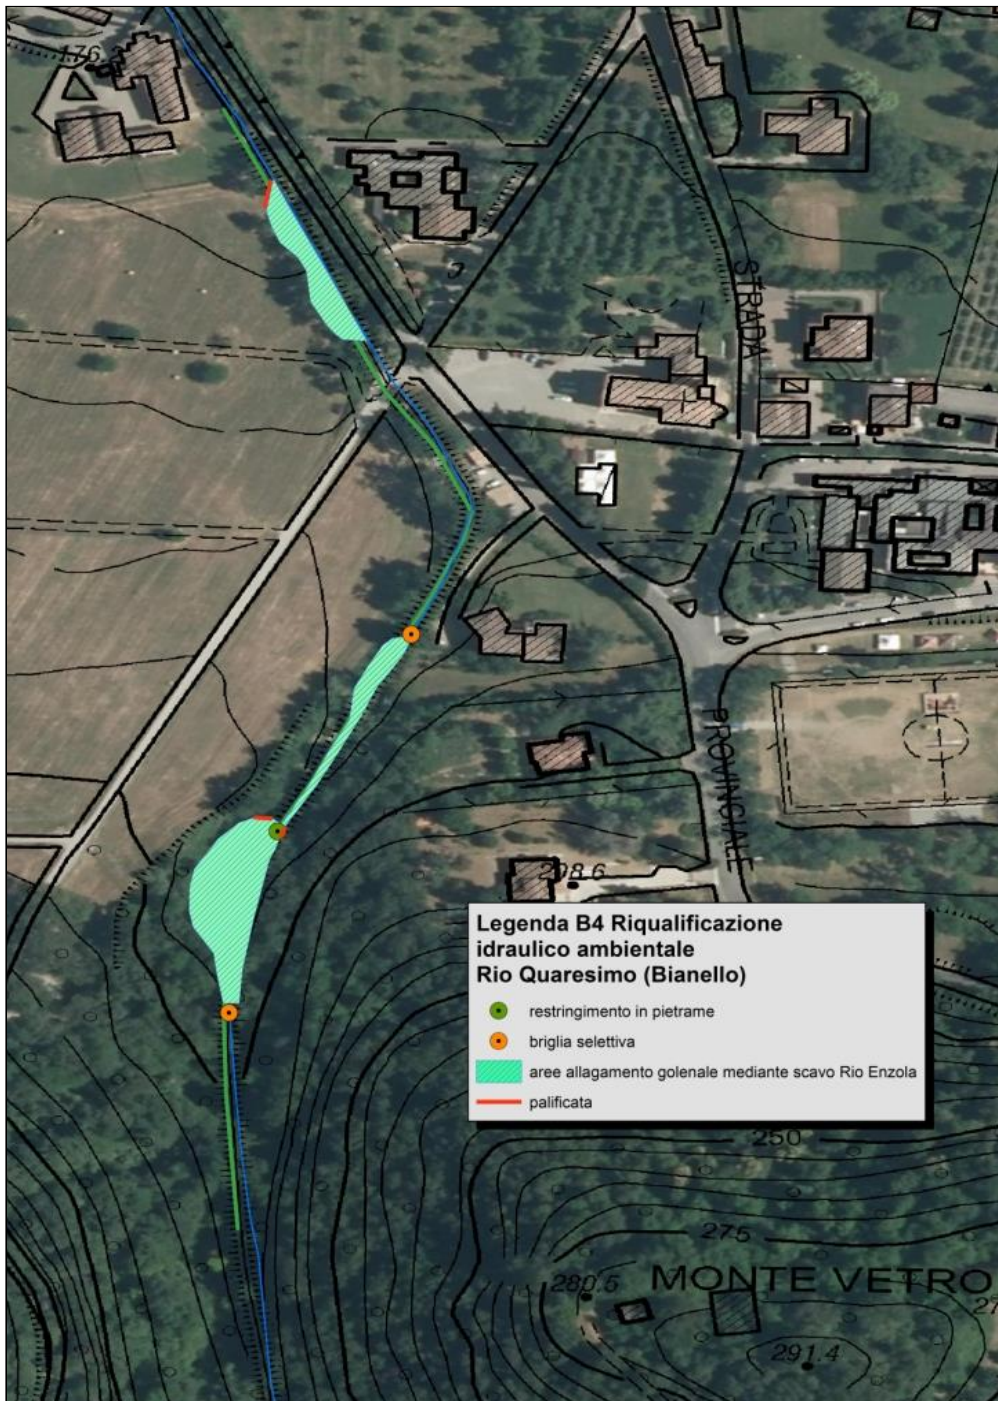 176.2
STRADA
PROVINCIALE
208.6
Legenda B4 Riqualificazione
idraulico ambientale
Rio Quaresimo (Bianello)
restringimento in pietrame
briglia selettiva
aree allagamento golenale mediante scavo Rio Enzola
palificata
250
275
280.5
MONTE VETRO
291.4